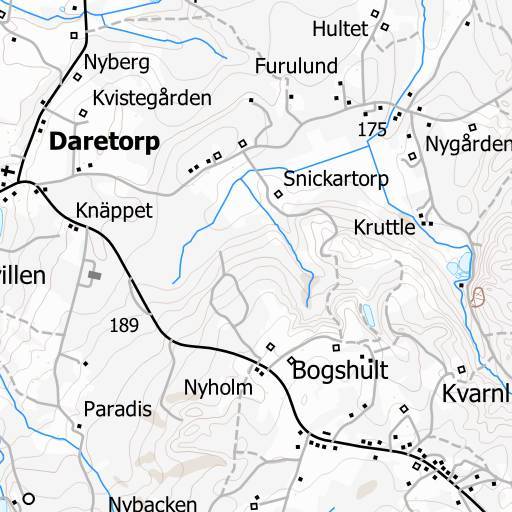 Hultet
Nyberg
Furulund
Kvistegården
175
Daretorp
Nygården
Snickartorp
Knäppet
Kruttle
villen
189
Bogshult
Nyholm
Kvarnl
Paradis
Nybacken